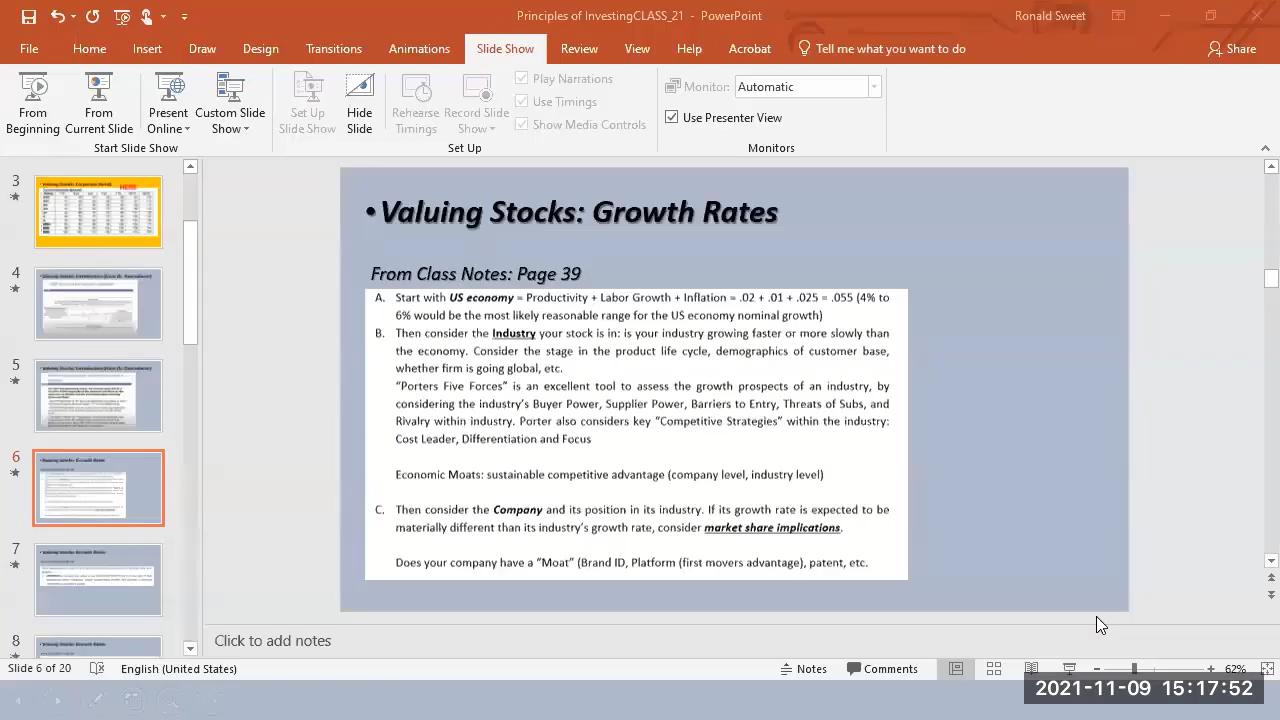 Principles of InvestingCLASS_21 - PowerPoint
Ronald Sweet
File Home Insert Draw Design Transitions Animations Slide Show Review View Help Acrobat Tell me what you want to do Share
From Beginning
From Current Slide
Present Online
Custom Slide Show
Set Up Slide Show
Hide Slide
Rehearse Timings
Record Slide Show
Play Narrations
Use Timings
Show Media Controls
Monitor: Automatic
Use Presenter View
Start Slide Show
Set Up
Monitors
3
4
5
6
7
8
• Valuing Stocks: Growth Rates
From Class Notes: Page 39
A. Start with US economy = Productivity + Labor Growth + Inflation = .02 + .01 + .025 = .055 (4% to
6% would be the most likely reasonable range for the US economy nominal growth)
B. Then consider the Industry your stock is in: is your industry growing faster or more slowly than
the economy. Consider the stage in the product life cycle, demographics of customer base,
whether firm is going global, etc.
"Porters Five Forces" is an excellent tool to assess the growth prospects of an industry, by
considering the industry's Buyer Power, Supplier Power, Barriers to Entry, Threats of Subs, and
Rivalry within industry. Porter also considers key "Competitive Strategies" within the industry:
Cost Leader, Differentiation and Focus
Economic Moats: sustainable competitive advantage (company level, industry level)
C. Then consider the Company and its position in its industry. If its growth rate is expected to be
materially different than its industry's growth rate, consider market share implications.
Does your company have a "Moat" (Brand ID, Platform (first movers advantage), patent, etc.
Click to add notes
Slide 6 of 20
English (United States)
Notes
Comments
62%
2021-11-09 15:17:52